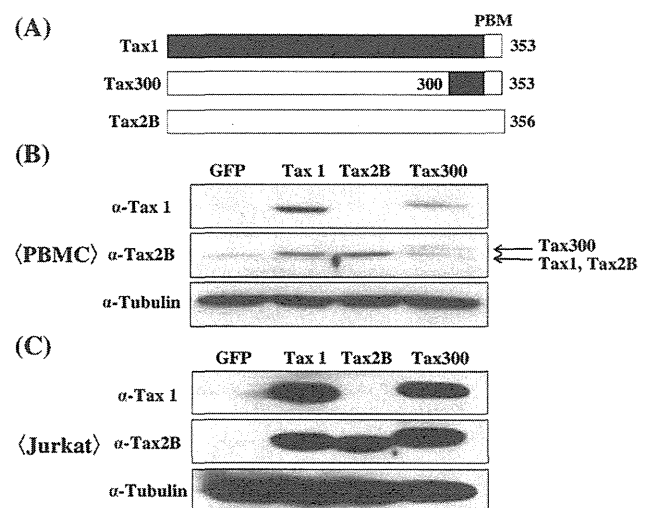 (A)
PBM
Tax1 353
Tax300 300 353
Tax2B 356
(B)
GFP Tax 1 Tax2B Tax300
α-Tax 1
⟨PBMC⟩ α-Tax2B Tax300
Tax1, Tax2B
α-Tubulin
(C)
GFP Tax 1 Tax2B Tax300
α-Tax 1
⟨Jurkat⟩ α-Tax2B
α-Tubulin